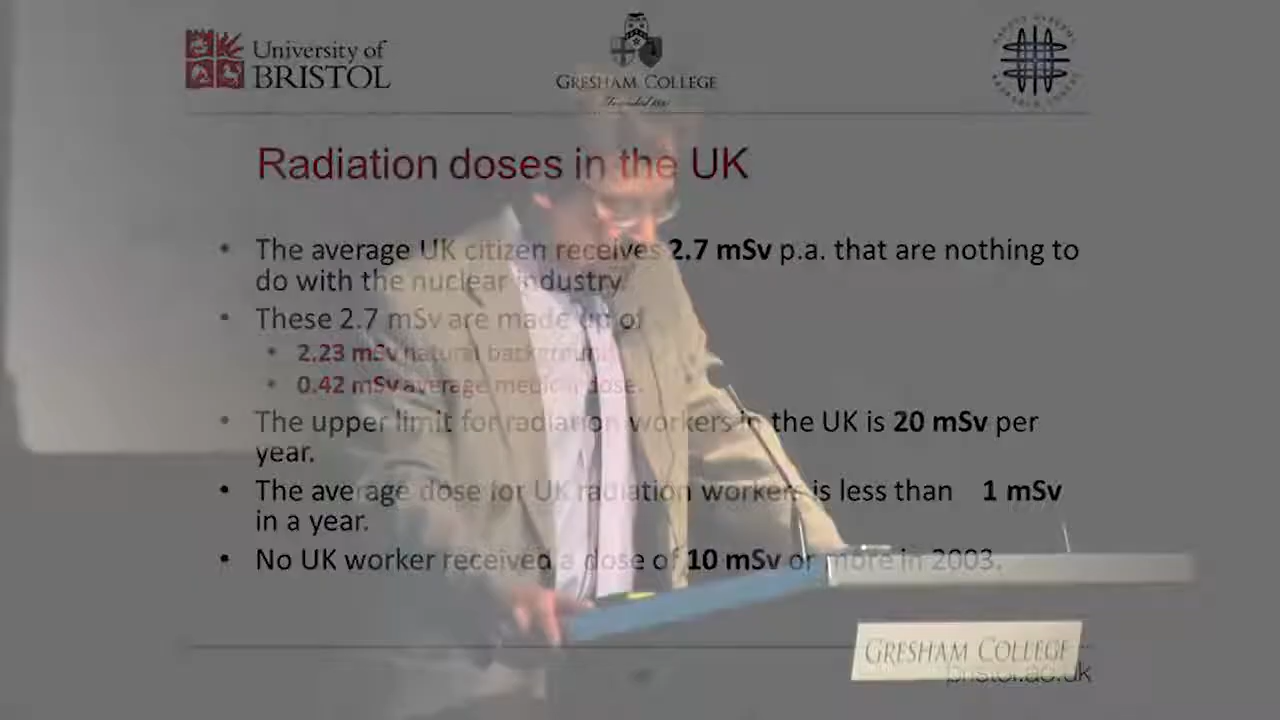 University of
BRISTOL
GRESHAM COLLEGE
Radiation doses in the UK
• The average UK citizen receives 2.7 mSv p.a. that are nothing to
do with the nuclear industry.
• These 2.7 mSv are made up of
• 2.23 mSv natural background
• 0.42 mSv average medical dose.
• The upper limit for radiation workers in the UK is 20 mSv per
year.
• The average dose for UK radiation workers is less than 1 mSv
in a year.
• No UK worker received a dose of 10 mSv or more in 2003.
GRESHAM COLLEGE
bristol.ac.uk